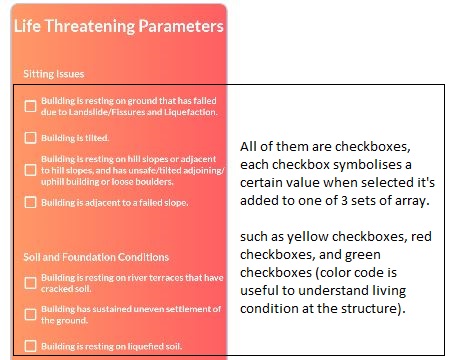 Life Threatening Parameters
Sitting Issues
Building is resting on ground that has failed
due to Landslide/Fissures and Liquefaction.
Building is tilted.
Building is resting on hill slopes or adjacent
to hill slopes, and has unsafe/tilted adjoining/
uphill building or loose boulders.
Building is adjacent to a failed slope.
Soil and Foundation Conditions
Building is resting on river terraces that have
cracked soil.
Building has sustained uneven settlement of
the ground.
Building is resting on liquefied soil.
All of them are checkboxes,
each checkbox symbolises a
certain value when selected it's
added to one of 3 sets of array.
such as yellow checkboxes, red
checkboxes, and green
checkboxes (color code is
useful to understand living
condition at the structure).